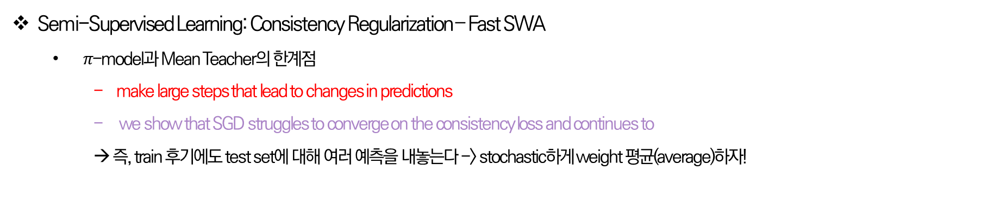 ❖ Semi-Supervised Learning: Consistency Regularization - Fast SWA
• π-model과 Mean Teacher의 한계점
- make large steps that lead to changes in predictions
- we show that SGD struggles to converge on the consistency loss and continues to
→ 즉, train 후기에도 test set에 대해 여러 예측을 내놓는다 -> stochastic하게 weight 평균(average)하자!